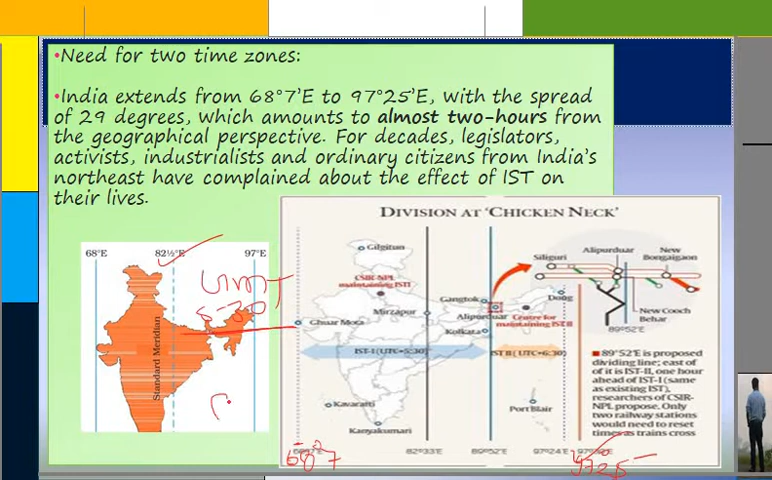 •Need for two time zones:
•India extends from 68°7'E to 97°25'E, with the spread
of 29 degrees, which amounts to almost two-hours from
the geographical perspective. For decades, legislators,
activists, industrialists and ordinary citizens from India's
northeast have complained about the effect of IST on
their lives.
68°E 82½°E 97°E
Standard Meridian
GMT
5-30
DIVISION AT 'CHICKEN NECK'
Gilgitun
CSIR-NPL
maintaining IST I
Mirzapur
Ghuar Mota
Gangtok
Alipurduar
Kolkata
Dong
Centre for
maintaining IST II
IST-I (UTC+5:30)
IST II (UTC+6:30)
Kavaratti
Kanyakumari
Port Blair
82°33'E 89°52'E 97°24'E
Siliguri
Alipurduar
New
Bongaigaon
New Cooch
Behar
89°52'E
■ 89°52'E is proposed
dividing line; east of
of it is IST-II, one hour
ahead of IST-I (same
as existing IST),
researchers of CSIR-
NPL propose. Only
two railway stations
would need to reset
times as trains cross
68°7
97°25